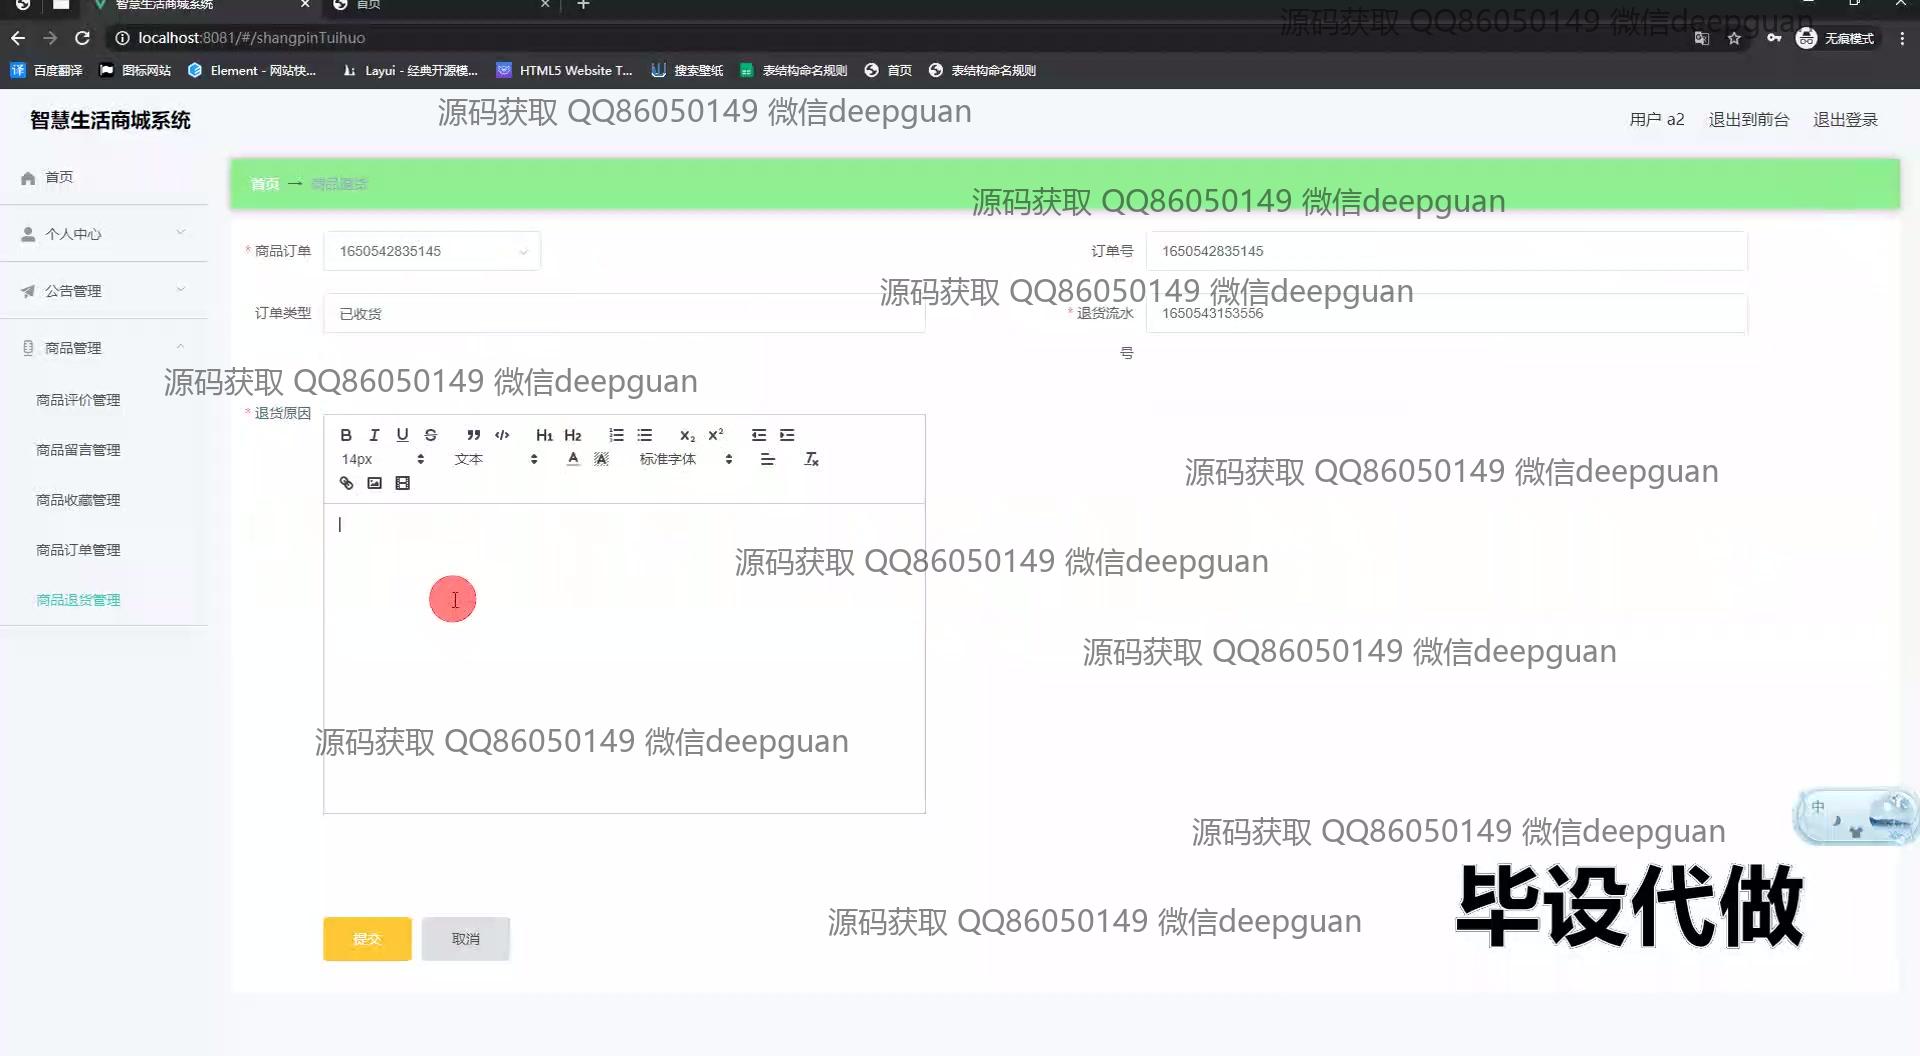 智慧生活商城系统
首页
源码获取 QQ86050149 微信deepguan
localhost:8081/#/shangpinTuihuo
无痕模式
百度翻译
图标网站
Element - 网站快...
Layui - 经典开源模...
HTML5 Website T...
搜索壁纸
表结构命名规则
首页
表结构命名规则
智慧生活商城系统
源码获取 QQ86050149 微信deepguan
用户 a2
退出到前台
退出登录
首页
首页 → 商品退货
源码获取 QQ86050149 微信deepguan
个人中心
* 商品订单
1650542835145
订单号
1650542835145
公告管理
源码获取 QQ86050149 微信deepguan
订单类型
已收货
* 退货流水号
1650543153556
商品管理
源码获取 QQ86050149 微信deepguan
商品评价管理
* 退货原因
B I U S H1 H2 X₂ X²
14px
文本
A A
标准字体
商品留言管理
源码获取 QQ86050149 微信deepguan
商品收藏管理
商品订单管理
源码获取 QQ86050149 微信deepguan
商品退货管理
源码获取 QQ86050149 微信deepguan
源码获取 QQ86050149 微信deepguan
中
源码获取 QQ86050149 微信deepguan
毕设代做
源码获取 QQ86050149 微信deepguan
提交
取消